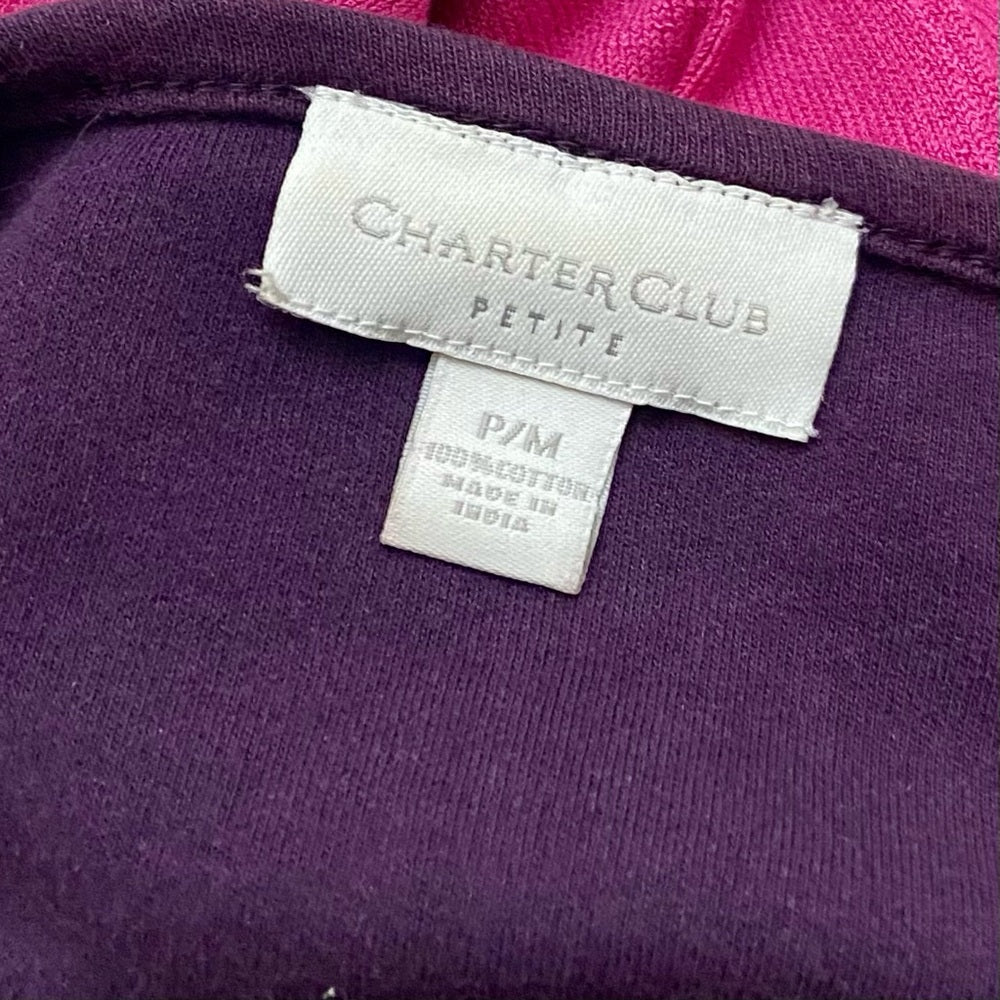 CHARTER CLUB
PETITE
P/M
100% COTTON
MADE IN
INDIA